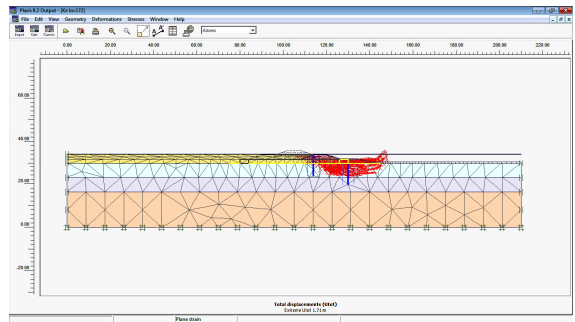 Plaxis 8.2 Output - [Ke bo.172]
File Edit View Geometry Deformations Stresses Window Help
Input Calc Curves Arrows
0.00 20.00 40.00 60.00 80.00 100.00 120.00 140.00 160.00 180.00 200.00 220.00
60.00
40.00
20.00
0.00
-20.00
Total displacements (Utot)
Extreme Utot 1.71 m
Plane strain